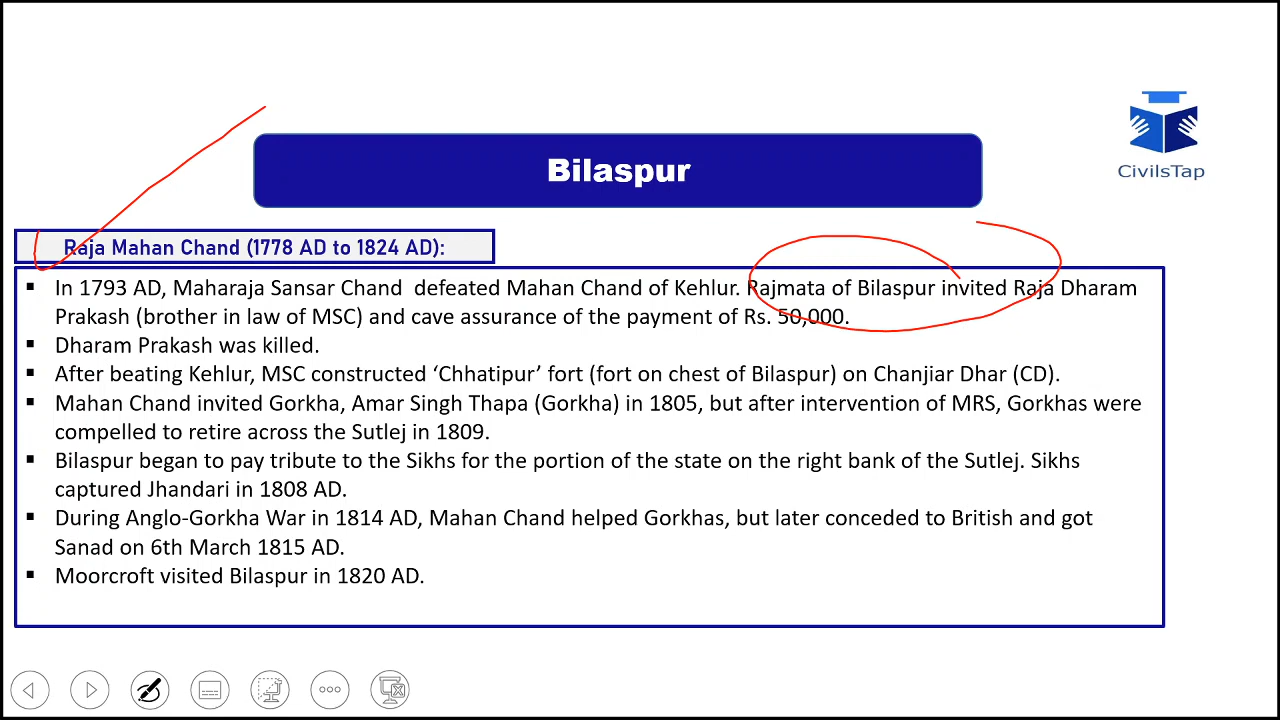 CivilsTap
Bilaspur
Raja Mahan Chand (1778 AD to 1824 AD):
▪ In 1793 AD, Maharaja Sansar Chand defeated Mahan Chand of Kehlur. Rajmata of Bilaspur invited Raja Dharam
Prakash (brother in law of MSC) and cave assurance of the payment of Rs. 50,000.
▪ Dharam Prakash was killed.
▪ After beating Kehlur, MSC constructed ‘Chhatipur’ fort (fort on chest of Bilaspur) on Chanjiar Dhar (CD).
▪ Mahan Chand invited Gorkha, Amar Singh Thapa (Gorkha) in 1805, but after intervention of MRS, Gorkhas were
compelled to retire across the Sutlej in 1809.
▪ Bilaspur began to pay tribute to the Sikhs for the portion of the state on the right bank of the Sutlej. Sikhs
captured Jhandari in 1808 AD.
▪ During Anglo-Gorkha War in 1814 AD, Mahan Chand helped Gorkhas, but later conceded to British and got
Sanad on 6th March 1815 AD.
▪ Moorcroft visited Bilaspur in 1820 AD.